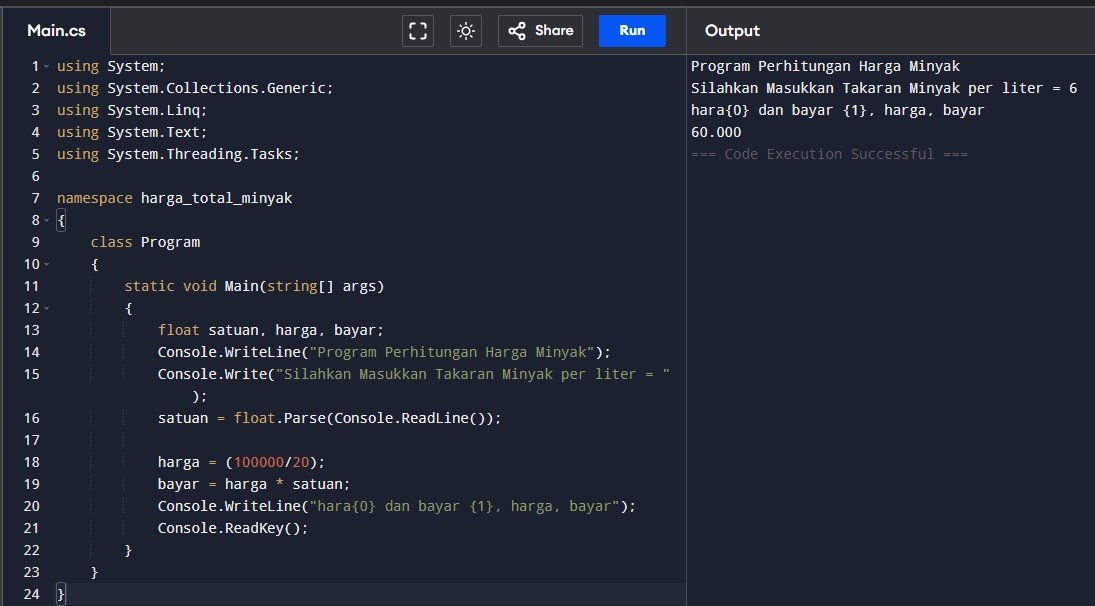 Main.cs
Share
Run
Output
1 using System;
2 using System.Collections.Generic;
3 using System.Linq;
4 using System.Text;
5 using System.Threading.Tasks;
6
7 namespace harga_total_minyak
8 {
9 class Program
10 {
11 static void Main(string[] args)
12 {
13 float satuan, harga, bayar;
14 Console.WriteLine("Program Perhitungan Harga Minyak");
15 Console.Write("Silahkan Masukkan Takaran Minyak per liter = "
);
16 satuan = float.Parse(Console.ReadLine());
17
18 harga = (100000/20);
19 bayar = harga * satuan;
20 Console.WriteLine("hara{0} dan bayar {1}, harga, bayar");
21 Console.ReadKey();
22 }
23 }
24 }
Program Perhitungan Harga Minyak
Silahkan Masukkan Takaran Minyak per liter = 6
hara{0} dan bayar {1}, harga, bayar
60.000
=== Code Execution Successful ===